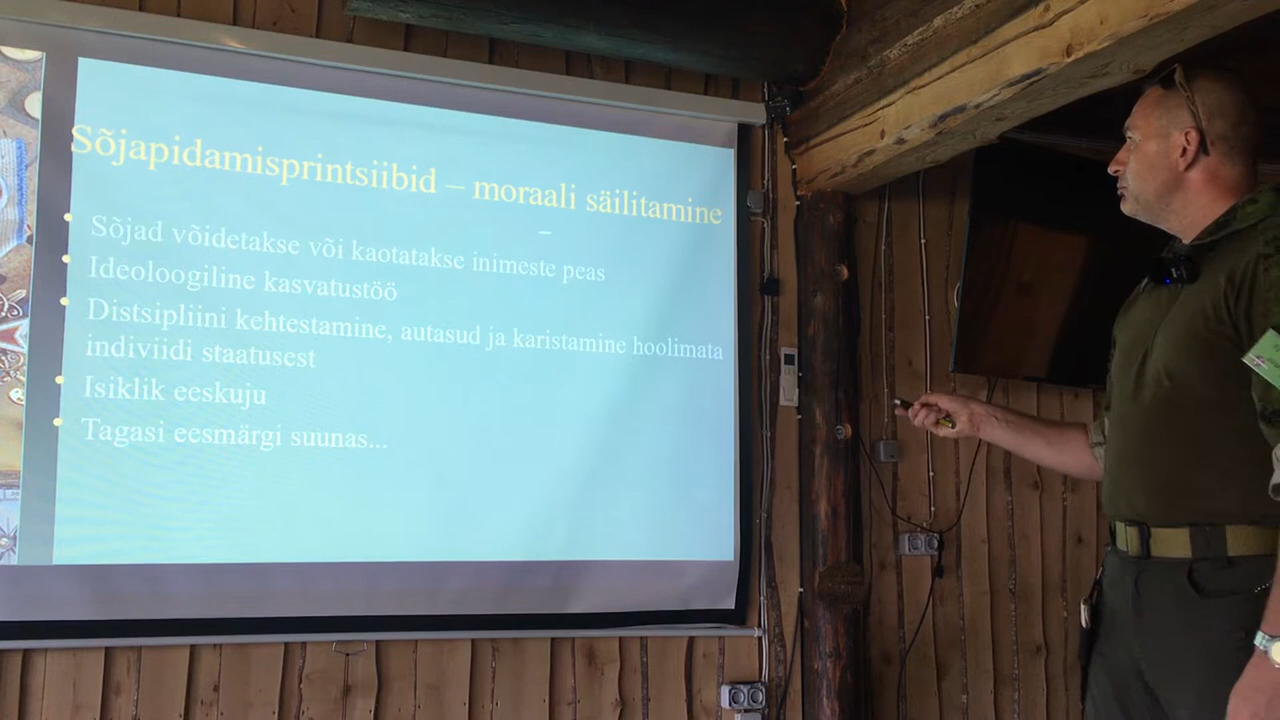 Sõjapidamisprintsiibid – moraali säilitamine
Sõjad võidetakse või kaotatakse inimeste peas
Ideoloogiline kasvatustöö
Distsipliini kehtestamine, autasud ja karistamine hoolimata
indiviidi staatusest
Isiklik eeskuju
Tagasi eesmärgi suunas...